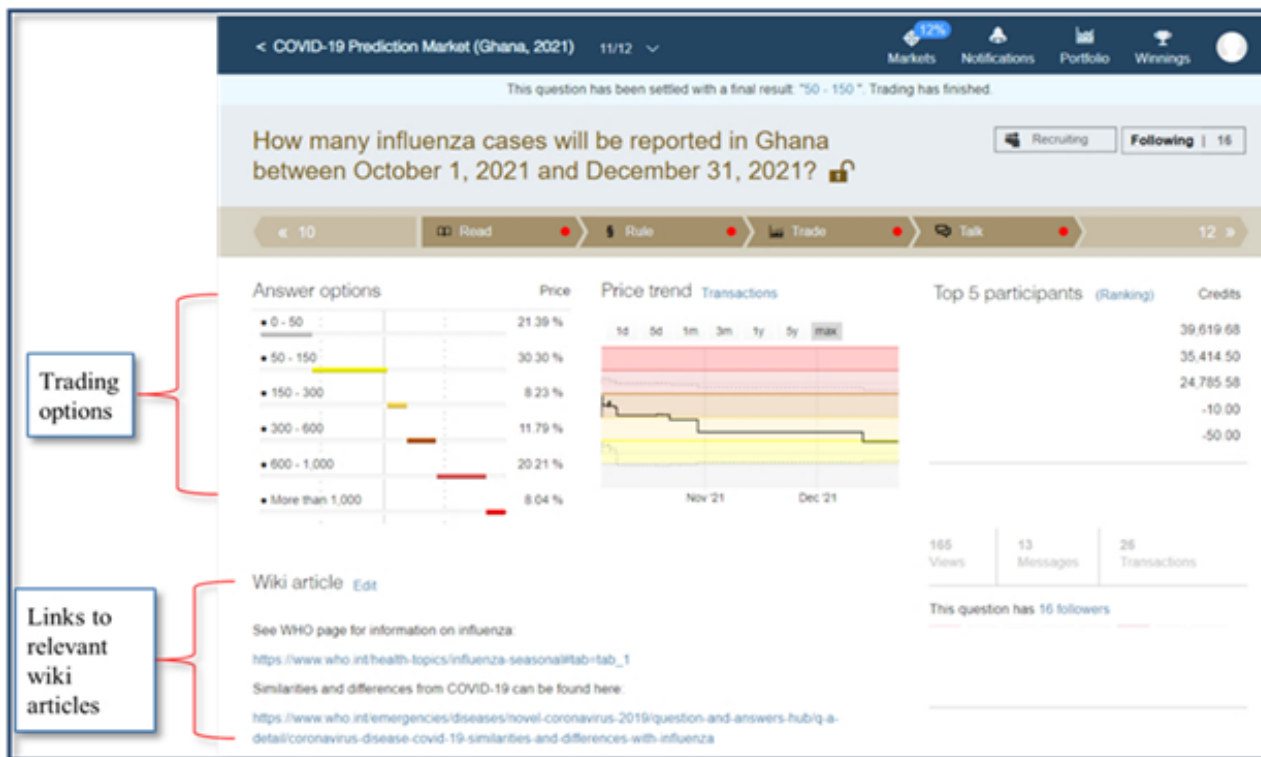 < COVID-19 Prediction Market (Ghana, 2021) 11/12
12%
Markets Notifications Portfolio Winnings
This question has been settled with a final result: "50 - 150 ". Trading has finished.
How many influenza cases will be reported in Ghana
between October 1, 2021 and December 31, 2021?
Recruiting Following | 16
« 10 Read § Rule Trade Talk 12 »
Trading
options
Answer options Price
• 0 - 50 21.39 %
• 50 - 150 30.30 %
• 150 - 300 8.23 %
• 300 - 600 11.79 %
• 600 - 1,000 20.21 %
• More than 1,000 8.04 %
Price trend Transactions
1d 5d 1m 3m 1y 5y max
Nov '21 Dec '21
Top 5 participants (Ranking) Credits
39,619.68
35,414.50
24,785.58
-10.00
-50.00
165 13 26
Views Messages Transactions
This question has 16 followers
Links to
relevant
wiki
articles
Wiki article Edit
See WHO page for information on influenza:
https://www.who.int/health-topics/influenza-seasonal#tab=tab_1
Similarities and differences from COVID-19 can be found here:
https://www.who.int/emergencies/diseases/novel-coronavirus-2019/question-and-answers-hub/q-a-
detail/coronavirus-disease-covid-19-similarities-and-differences-with-influenza